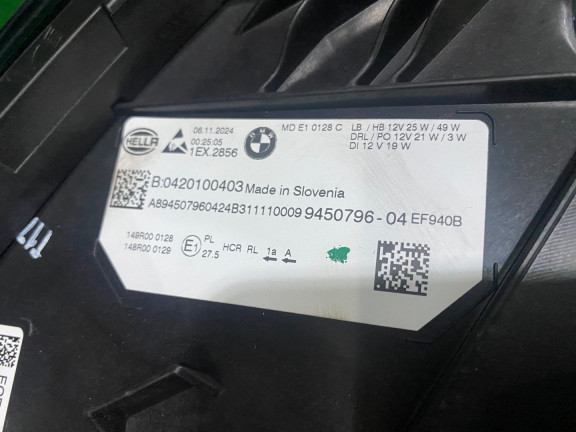 HELLA
06.11.2024
00:25:05
1EX.2856
BMW
MD E1 0128 C
LB / HB 12V 25 W / 49 W
DRL / PO 12V 21 W / 3 W
DI 12 V 19 W
B:0420100403 Made in Slovenia
A894507960424B311110009 9450796-04 EF940B
149R00 0128
148R00 0129
E1
PL
27.5
HCR RL 1a A